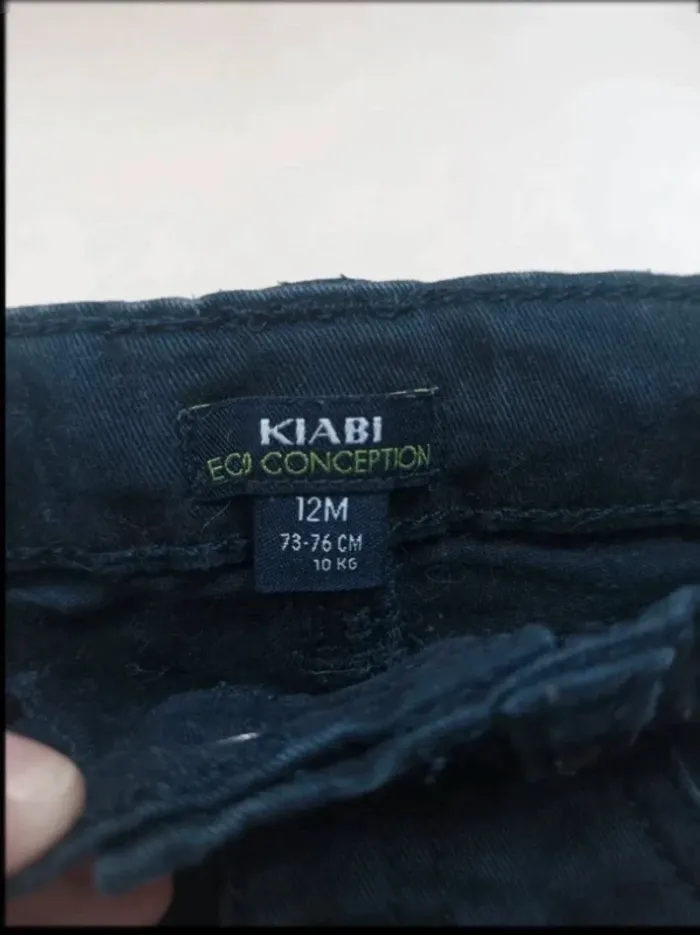 KIABI
ECO CONCEPTION
12M
73-76 CM
10 KG